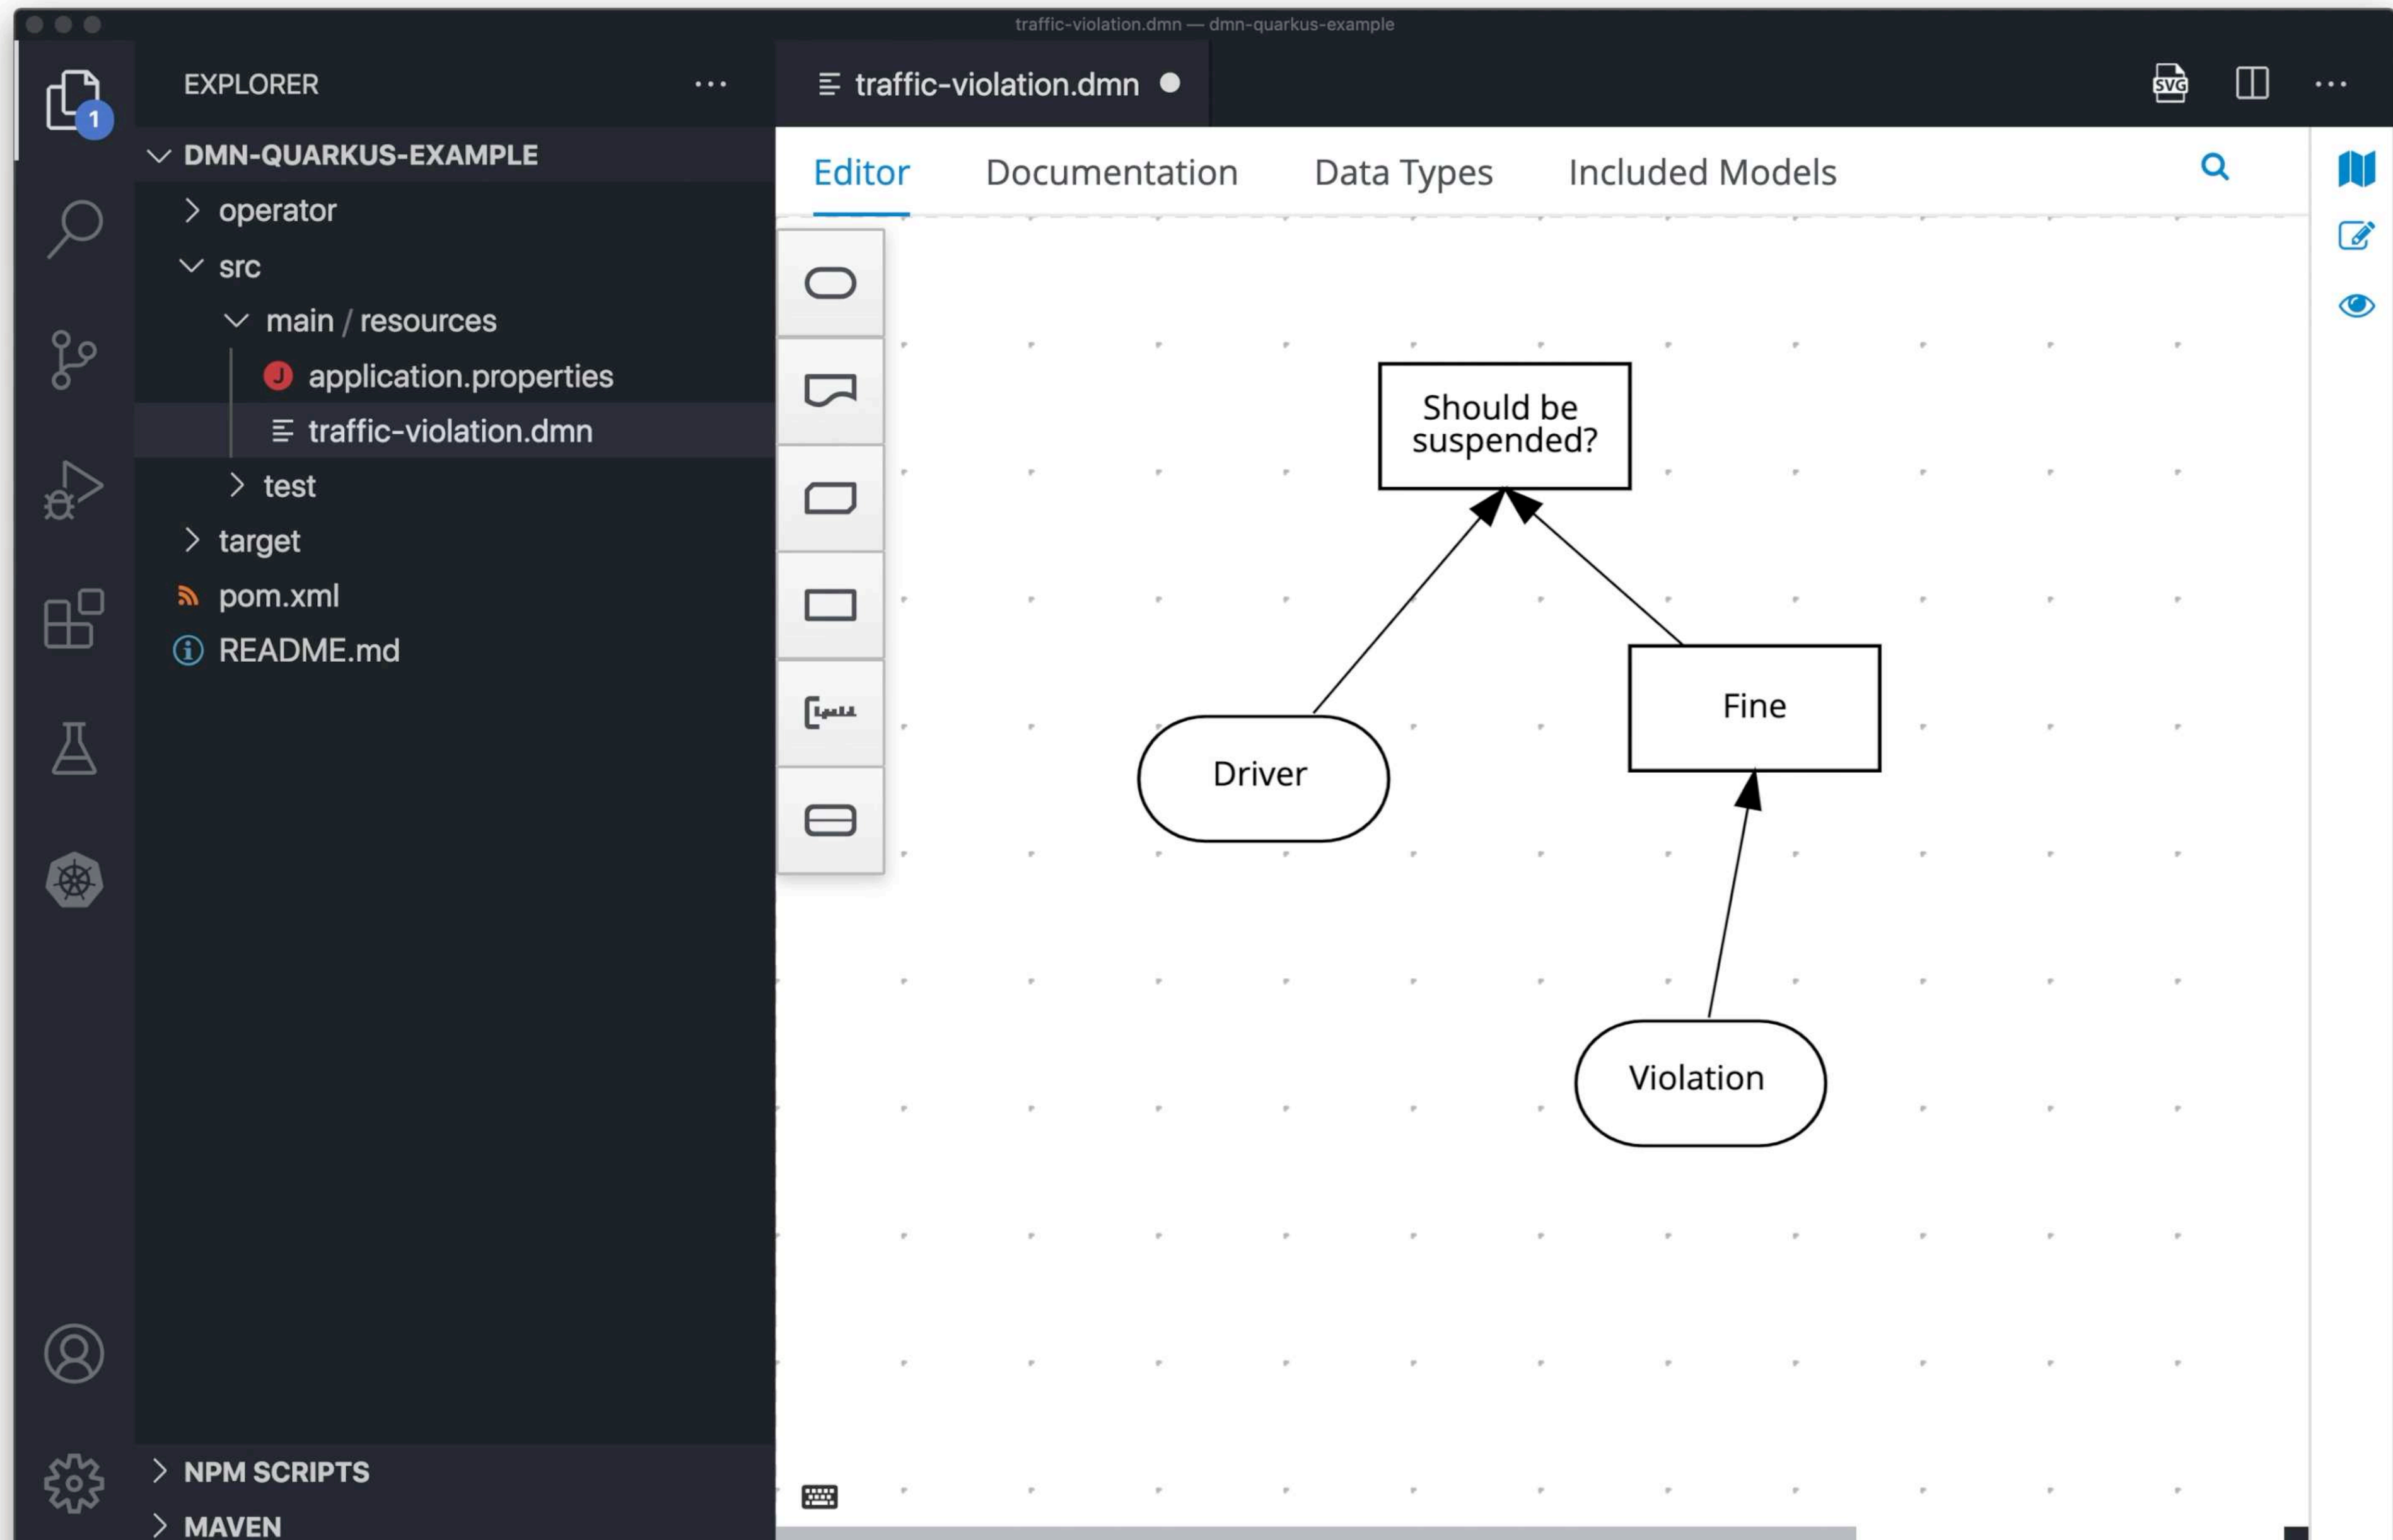 traffic-violation.dmn — dmn-quarkus-example
EXPLORER
1
DMN-QUARKUS-EXAMPLE
operator
src
main / resources
J
application.properties
traffic-violation.dmn
test
target
pom.xml
README.md
NPM SCRIPTS
MAVEN
traffic-violation.dmn
SVG
Editor
Documentation
Data Types
Included Models
Should be
suspended?
Driver
Fine
Violation